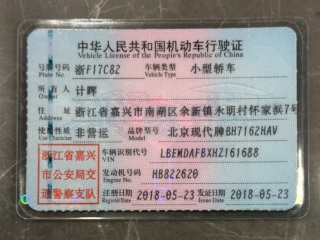 中华人民共和国机动车行驶证
Vehicle License of the People's Republic of China
号牌号码 浙F17C82 车辆类型 小型轿车
Plate No. Vehicle Type
所有人 计晖
Owner
住址 浙江省嘉兴市南湖区余新镇永明村怀家浜7号
Address
使用性质 非营运 品牌型号 北京现代牌BH7162HAV
Use Character Model
浙江省嘉兴
市公安局交
通警察支队
车辆识别代号 LBEMDAFBXHZ161688
VIN
发动机号码 HB822620
Engine No.
注册日期 2018-05-23 发证日期 2018-05-23
Register Date Issue Date